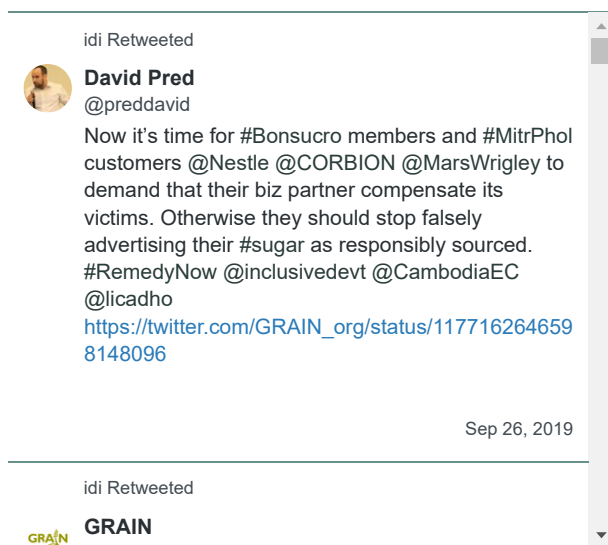 idi Retweeted
David Pred
@preddavid
Now it's time for #Bonsucro members and #MitrPhol
customers @Nestle @CORBION @MarsWrigley to
demand that their biz partner compensate its
victims. Otherwise they should stop falsely
advertising their #sugar as responsibly sourced.
#RemedyNow @inclusivedevt @CambodiaEC
@licadho
https://twitter.com/GRAIN_org/status/117716264659
8148096
Sep 26, 2019
idi Retweeted
GRAIN
GRAIN